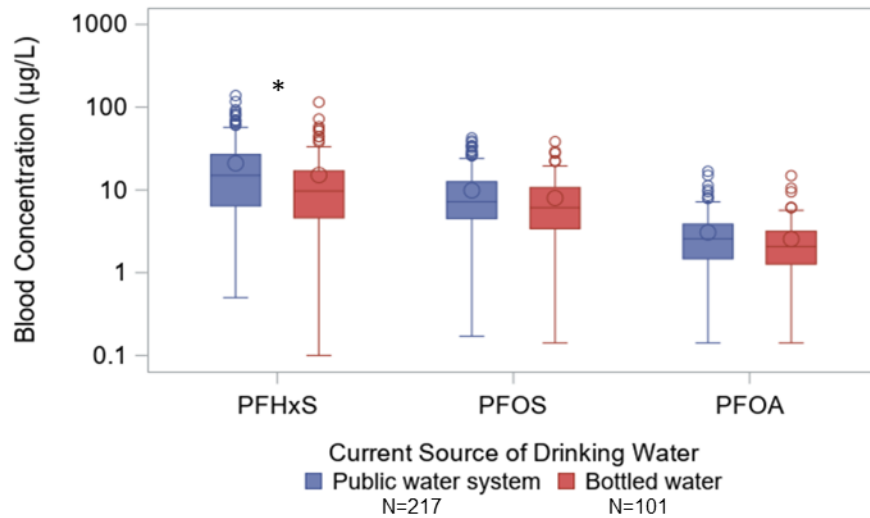 1000
100
10
1
0.1
Blood Concentration (µg/L)
*
PFHxS PFOS PFOA
Current Source of Drinking Water
Public water system Bottled water
N=217 N=101